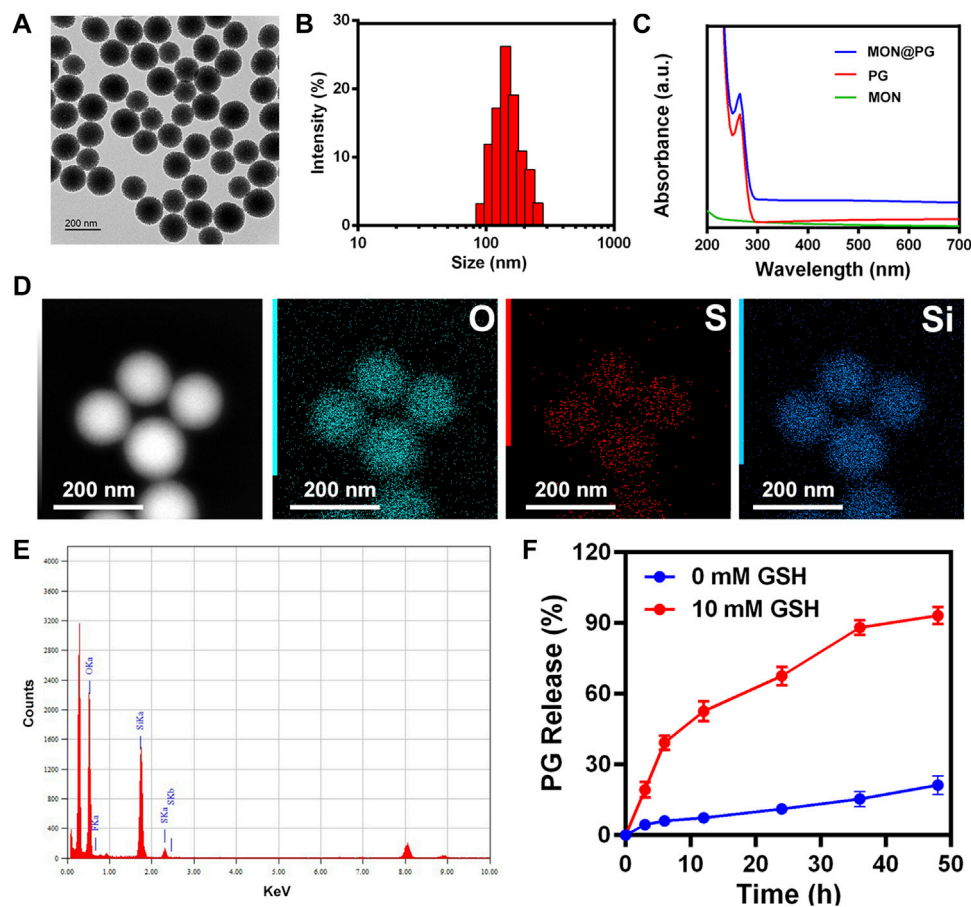 A
200 nm
B
Intensity (%)
30
20
10
0
10
100
1000
Size (nm)
C
Absorbance (a.u.)
MON@PG
PG
MON
200
300
400
500
600
700
Wavelength (nm)
D
200 nm
O
200 nm
S
200 nm
Si
200 nm
E
Counts
4000
3600
3200
2800
2400
2000
1600
1200
800
400
0
OKa
FKa
SiKa
SKa
SKb
0.00
1.00
2.00
3.00
4.00
5.00
6.00
7.00
8.00
9.00
10.00
KeV
F
PG Release (%)
120
90
60
30
0
0 mM GSH
10 mM GSH
0
10
20
30
40
50
Time (h)